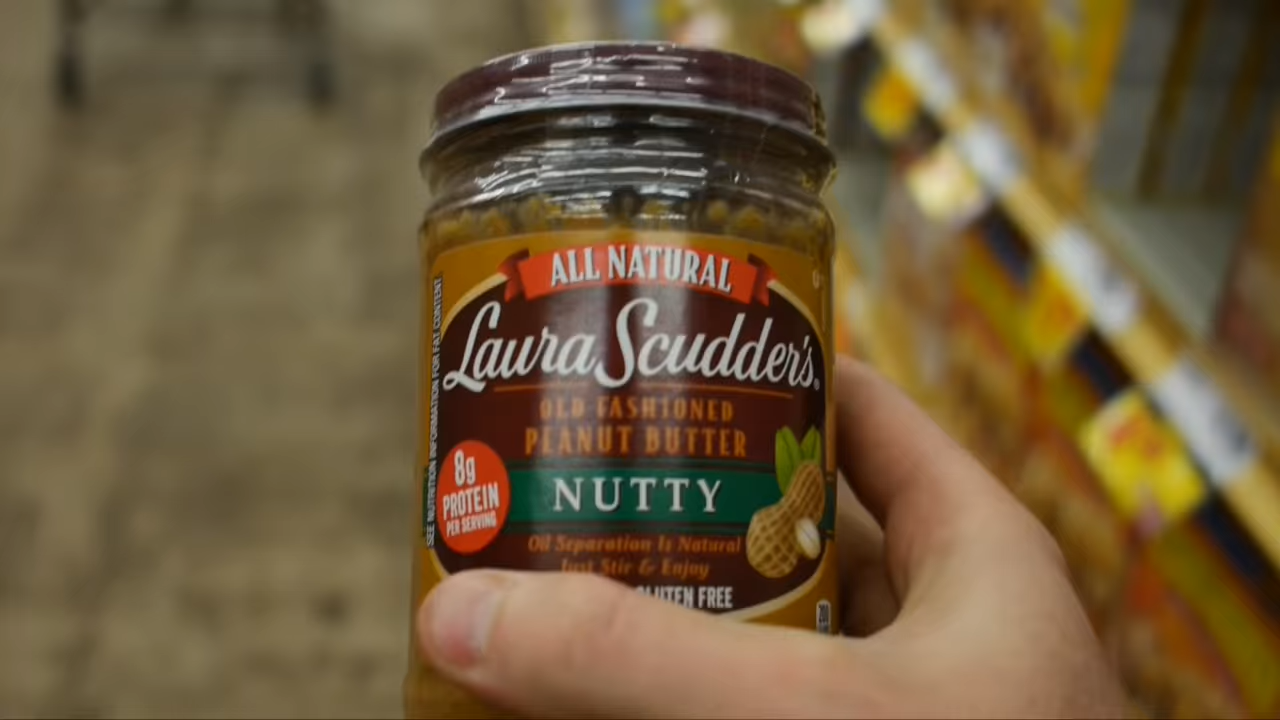 ALL NATURAL
Laura Scudder's®
OLD FASHIONED
PEANUT BUTTER
NUTTY
8g
PROTEIN
PER SERVING
Oil Separation Is Natural
Just Stir & Enjoy
GLUTEN FREE
SEE NUTRITION INFORMATION FOR FAT CONTENT